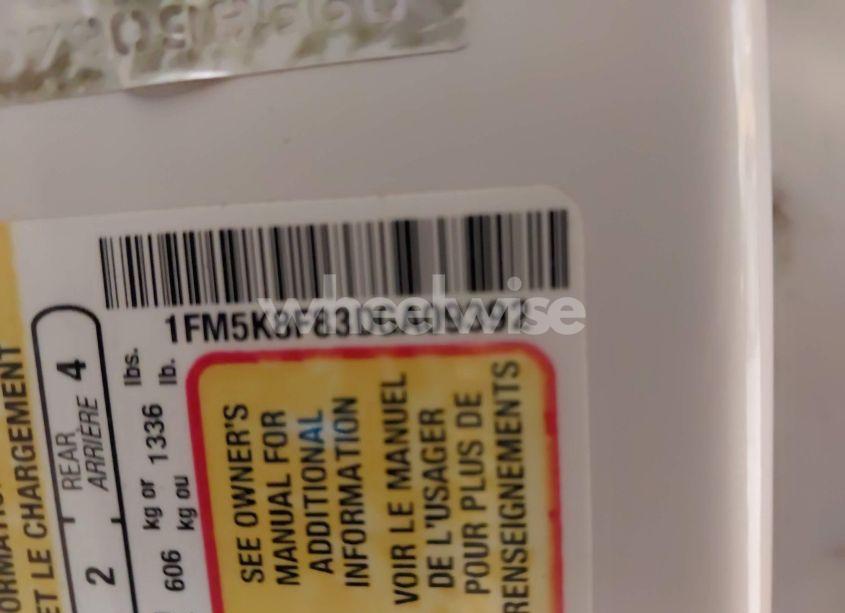 wheelwise
REAR
ARRIÈRE
4
2
lbs.
lb.
606 kg or 1336
kg ou
ET LE CHARGEMENT
SEE OWNER'S
MANUAL FOR
ADDITIONAL
INFORMATION
VOIR LE MANUEL
DE L'USAGER
POUR PLUS DE
RENSEIGNEMENTS